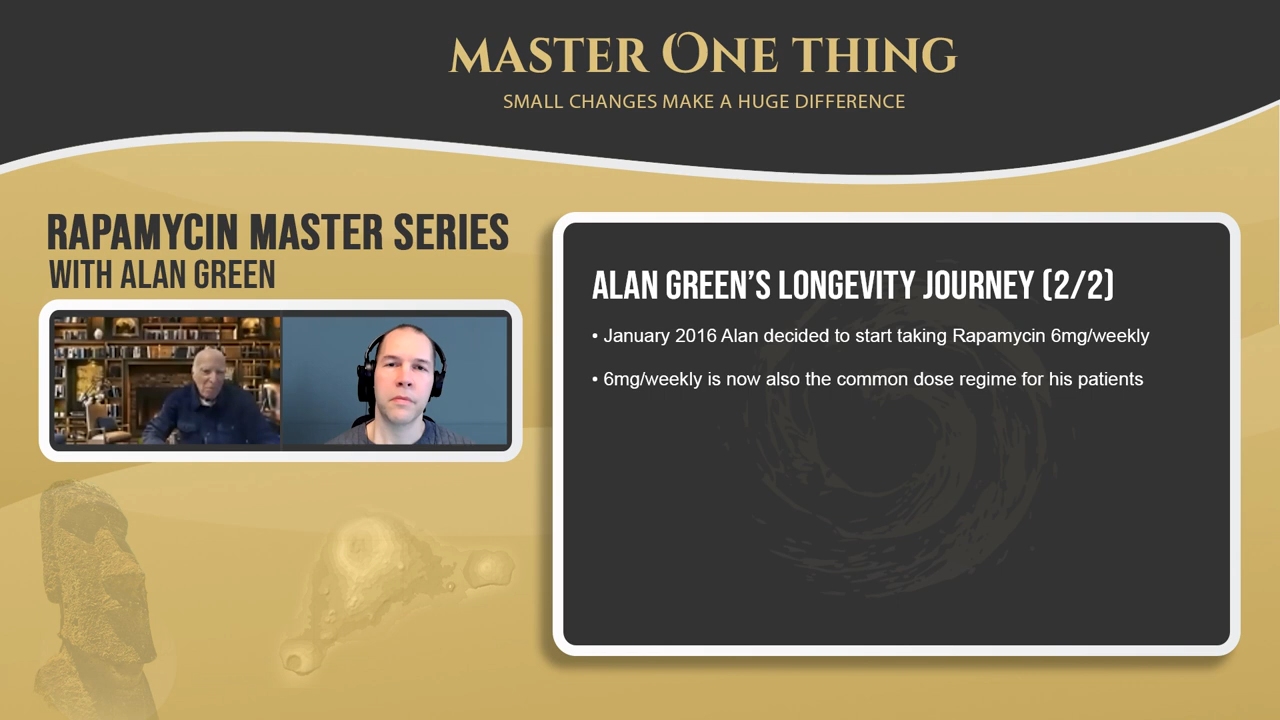 MASTER ONE THING
SMALL CHANGES MAKE A HUGE DIFFERENCE
RAPAMYCIN MASTER SERIES
WITH ALAN GREEN
ALAN GREEN’S LONGEVITY JOURNEY (2/2)
• January 2016 Alan decided to start taking Rapamycin 6mg/weekly
• 6mg/weekly is now also the common dose regime for his patients